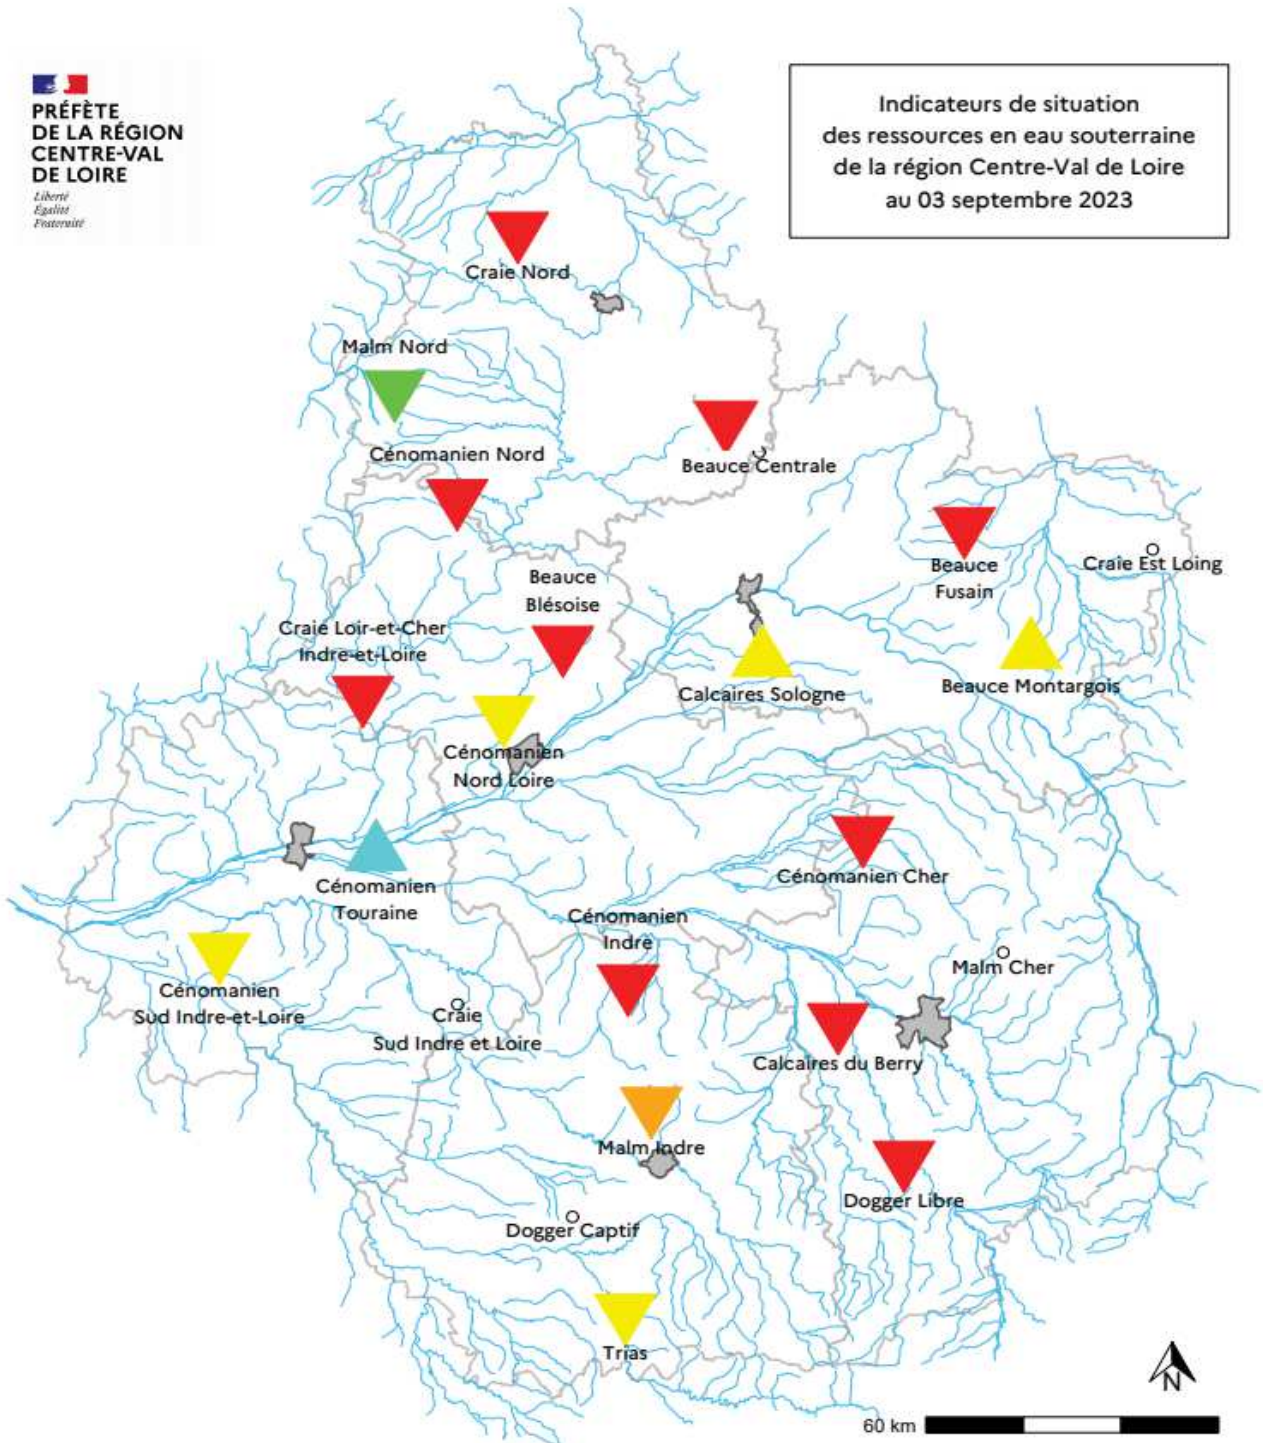 PRÉFÈTE
DE LA RÉGION
CENTRE-VAL
DE LOIRE
Liberté
Égalité
Fraternité
Indicateurs de situation
des ressources en eau souterraine
de la région Centre-Val de Loire
au 03 septembre 2023
Craie Nord
Malm Nord
Cénomanien Nord
Beauce Centrale
Beauce
Fusain
Craie Est Loing
Beauce
Blésoise
Craie Loir-et-Cher
Indre-et-Loire
Calcaires Sologne
Beauce Montargois
Cénomanien
Nord Loire
Cénomanien
Touraine
Cénomanien Cher
Cénomanien
Indre
Malm Cher
Cénomanien
Sud Indre-et-Loire
Craie
Sud Indre et Loire
Calcaires du Berry
Malm Indre
Dogger Libre
Dogger Captif
Trias
N
60 km